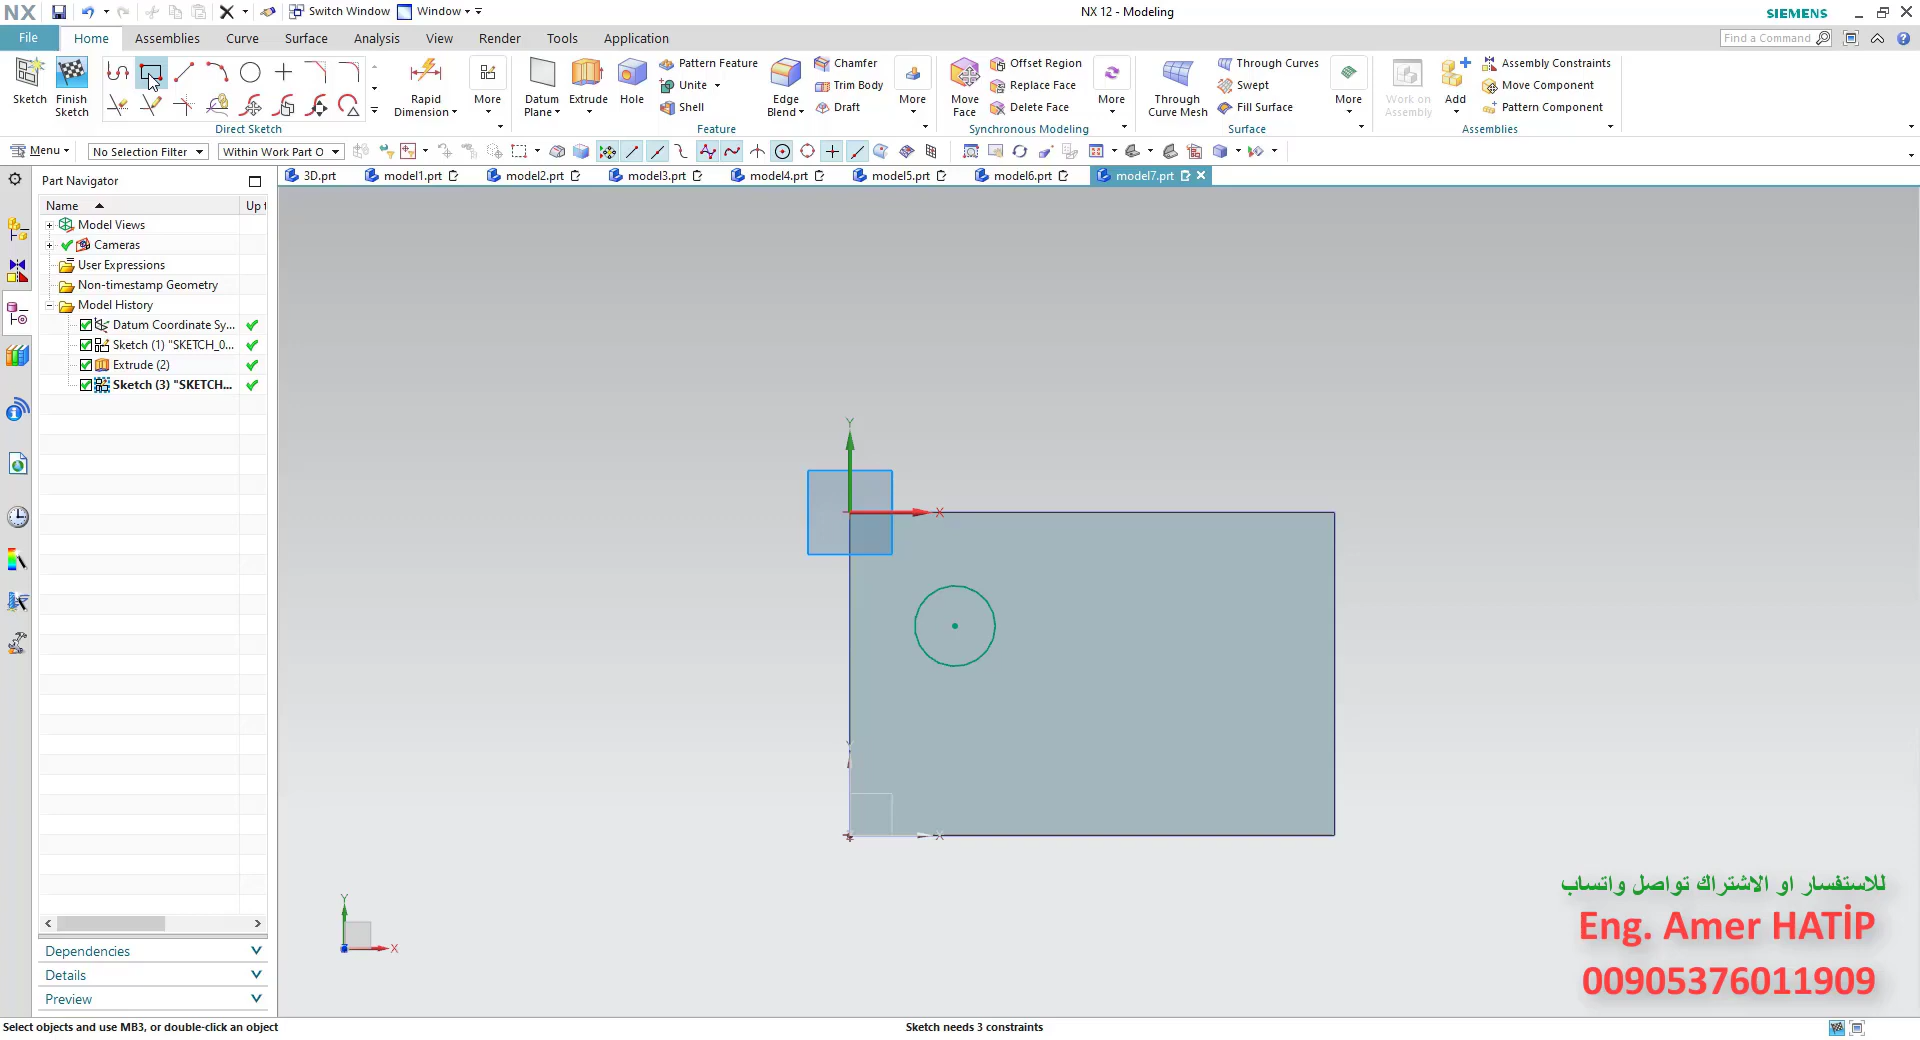 NX
Switch Window
Window
NX 12 - Modeling
SIEMENS
File
Home
Assemblies
Curve
Surface
Analysis
View
Render
Tools
Application
Find a Command
Sketch
Finish Sketch
Direct Sketch
Rapid Dimension
More
Datum Plane
Extrude
Hole
Pattern Feature
Unite
Shell
Edge Blend
Chamfer
Trim Body
Draft
More
Feature
Move Face
Offset Region
Replace Face
Delete Face
More
Synchronous Modeling
Through Curve Mesh
Through Curves
Swept
Fill Surface
More
Surface
Work on Assembly
Add
Assembly Constraints
Move Component
Pattern Component
Assemblies
Menu
No Selection Filter
Within Work Part O
3D.prt
model1.prt
model2.prt
model3.prt
model4.prt
model5.prt
model6.prt
model7.prt
Part Navigator
Name
Up t
Model Views
Cameras
User Expressions
Non-timestamp Geometry
Model History
Datum Coordinate Sy...
Sketch (1) "SKETCH_0...
Extrude (2)
Sketch (3) "SKETCH...
Y
X
X
Y
X
Dependencies
Details
Preview
للاستفسار او الاشتراك تواصل واتساب
Eng. Amer HATİP
00905376011909
Select objects and use MB3, or double-click an object
Sketch needs 3 constraints